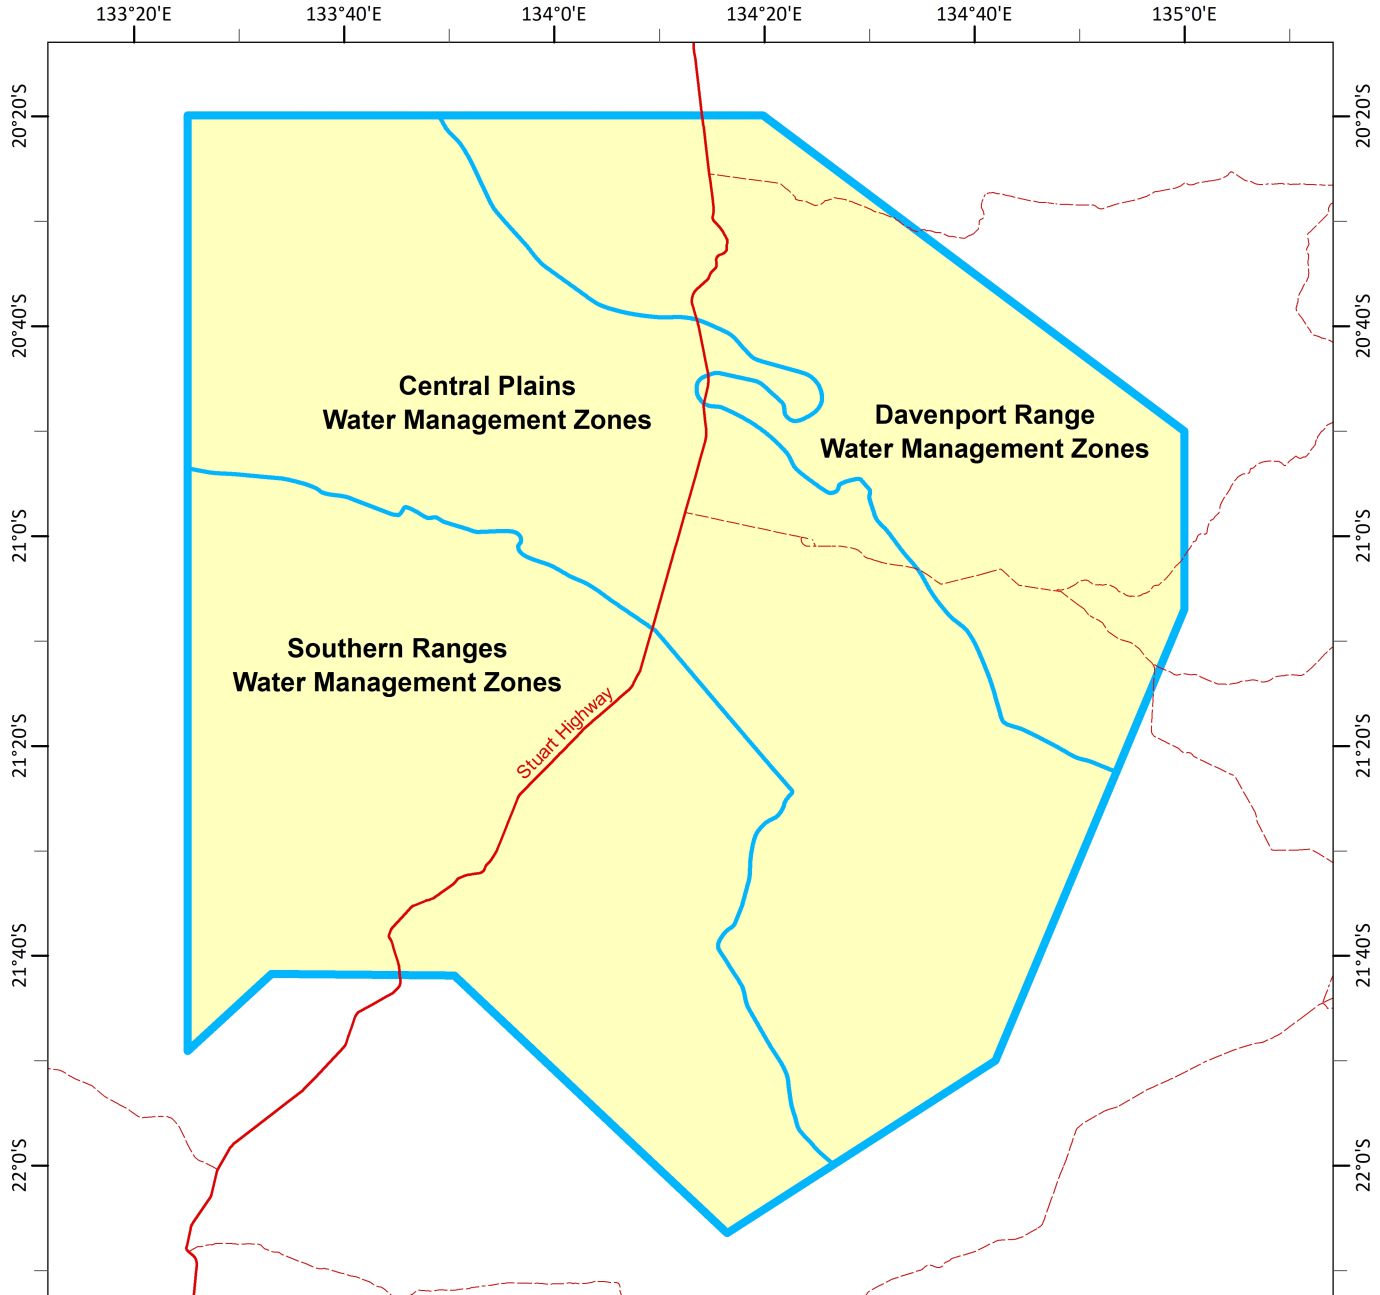 133°20'E
133°40'E
134°0'E
134°20'E
134°40'E
135°0'E
20°20'S
20°20'S
20°40'S
20°40'S
Central Plains
Water Management Zones
Davenport Range
Water Management Zones
21°0'S
21°0'S
Southern Ranges
Water Management Zones
Stuart Highway
21°20'S
21°20'S
21°40'S
21°40'S
22°0'S
22°0'S